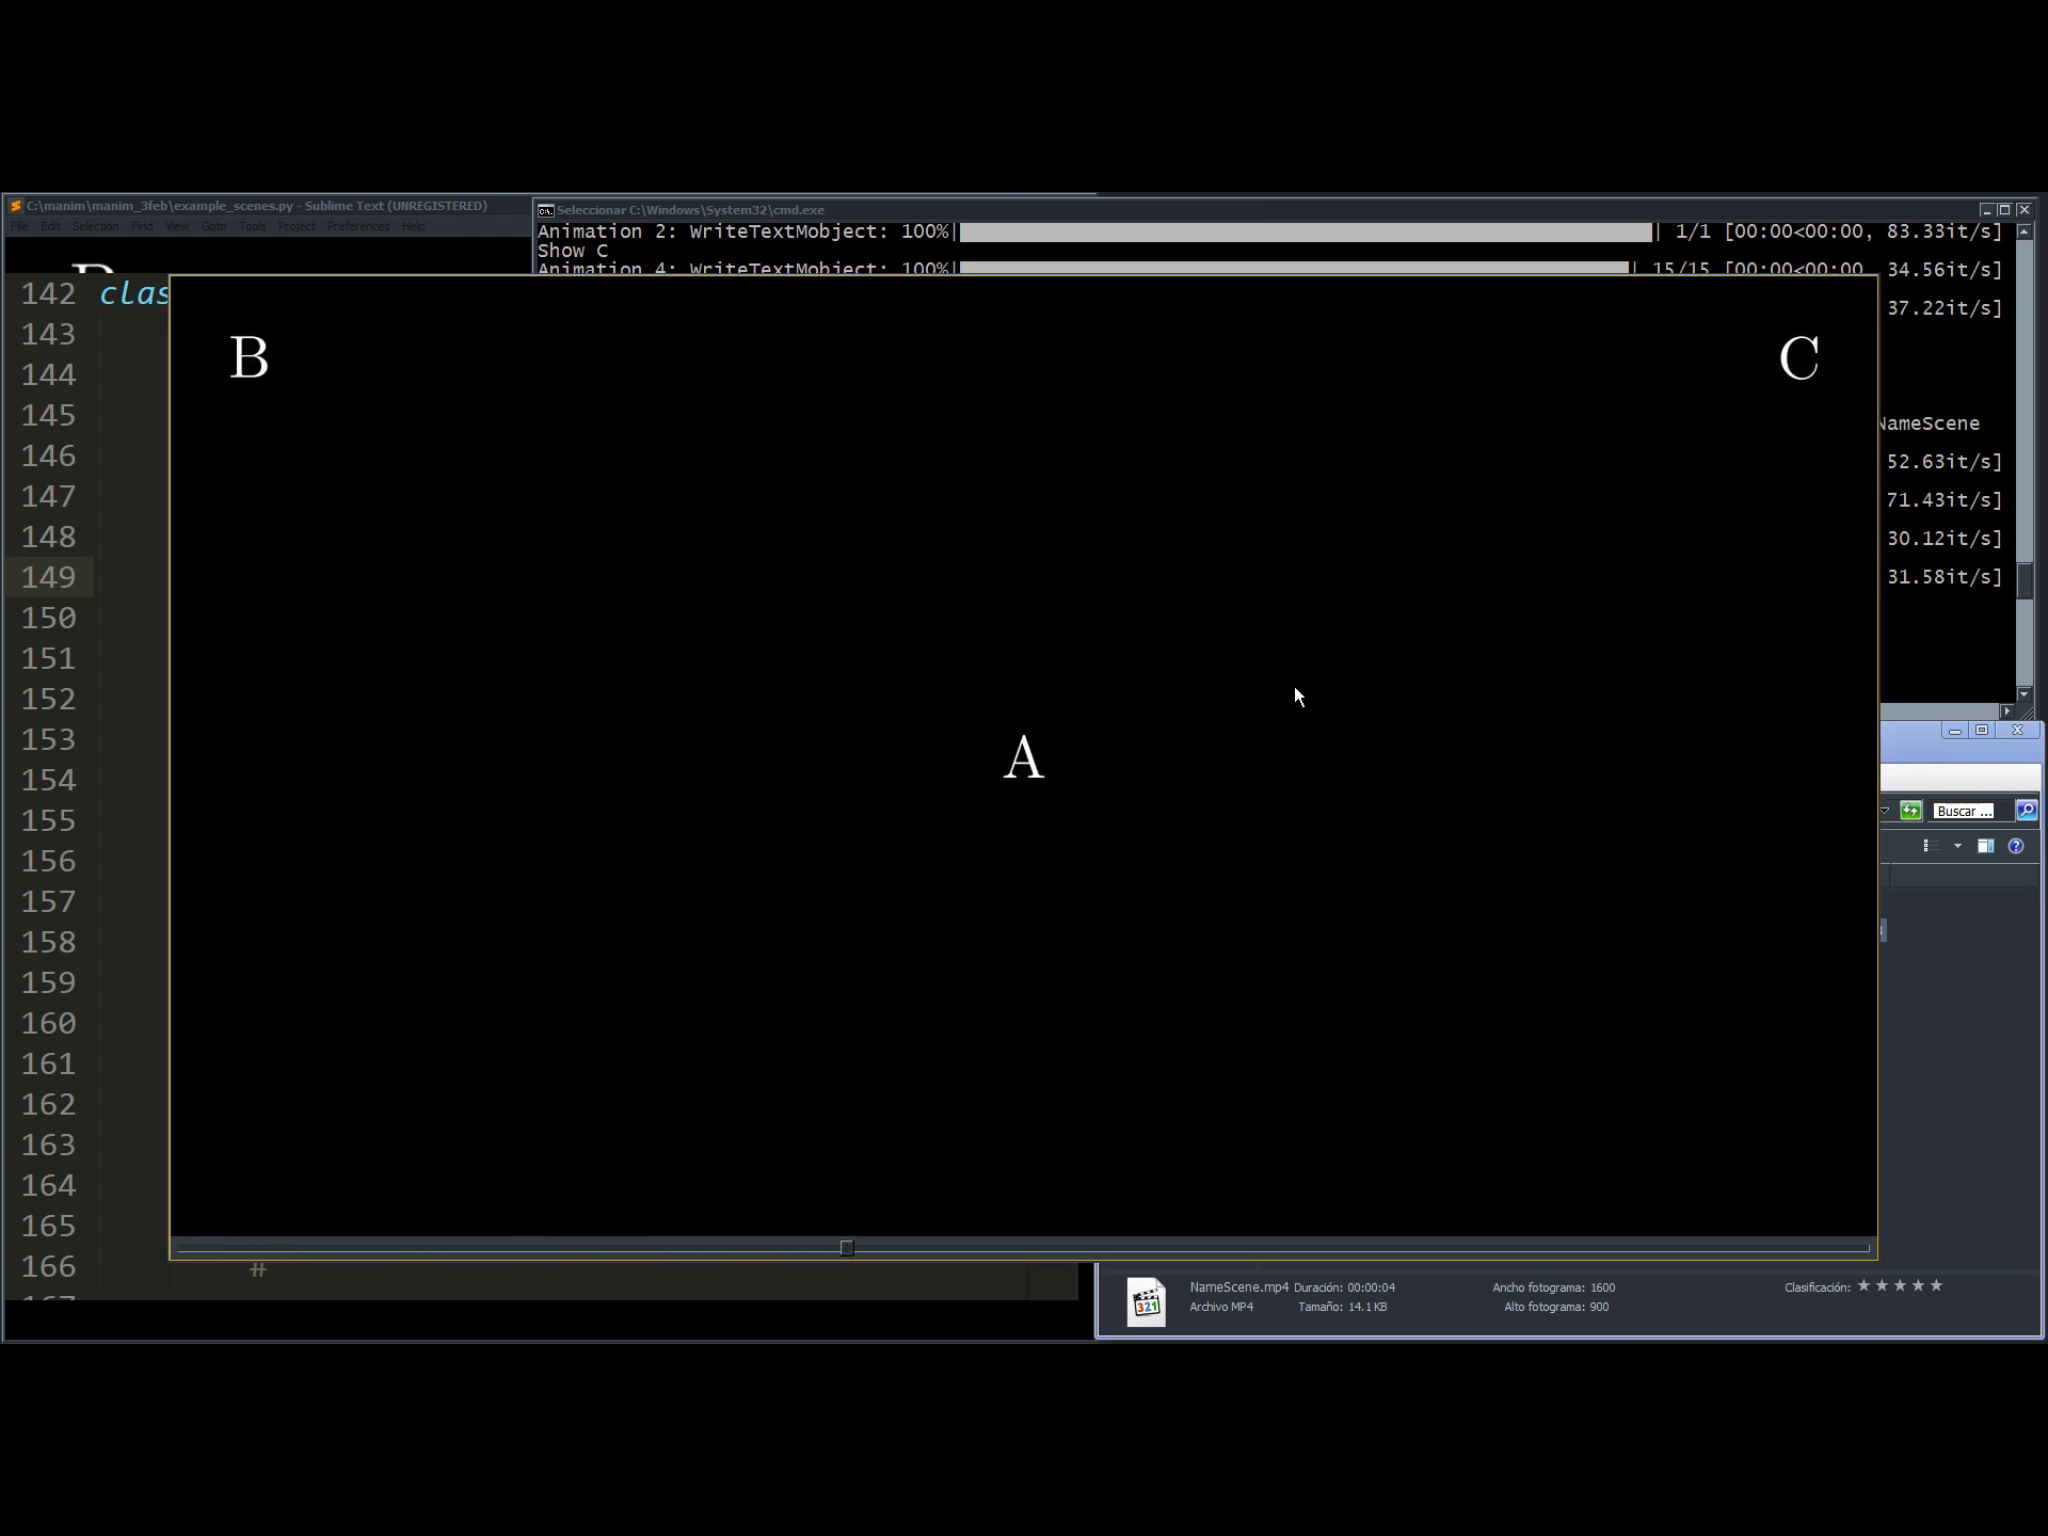 C:\manim\manim_3feb\example_scenes.py - Sublime Text (UNREGISTERED)
File Edit Selection Find View Goto Tools Project Preferences Help
Seleccionar C:\Windows\System32\cmd.exe
Animation 2: WriteTextMobject: 100%| | 1/1 [00:00<00:00, 83.33it/s]
Show C
Animation 4: WriteTextMobject: 100%| | 15/15 [00:00<00:00, 34.56it/s]
37.22it/s]
NameScene
52.63it/s]
71.43it/s]
30.12it/s]
31.58it/s]
142 clas
143
144
145
146
147
148
149
150
151
152
153
154
155
156
157
158
159
160
161
162
163
164
165
166 #
B
C
A
Buscar ...
NameScene.mp4 Duración: 00:00:04 Ancho fotograma: 1600 Clasificación:
Archivo MP4 Tamaño: 14.1 KB Alto fotograma: 900